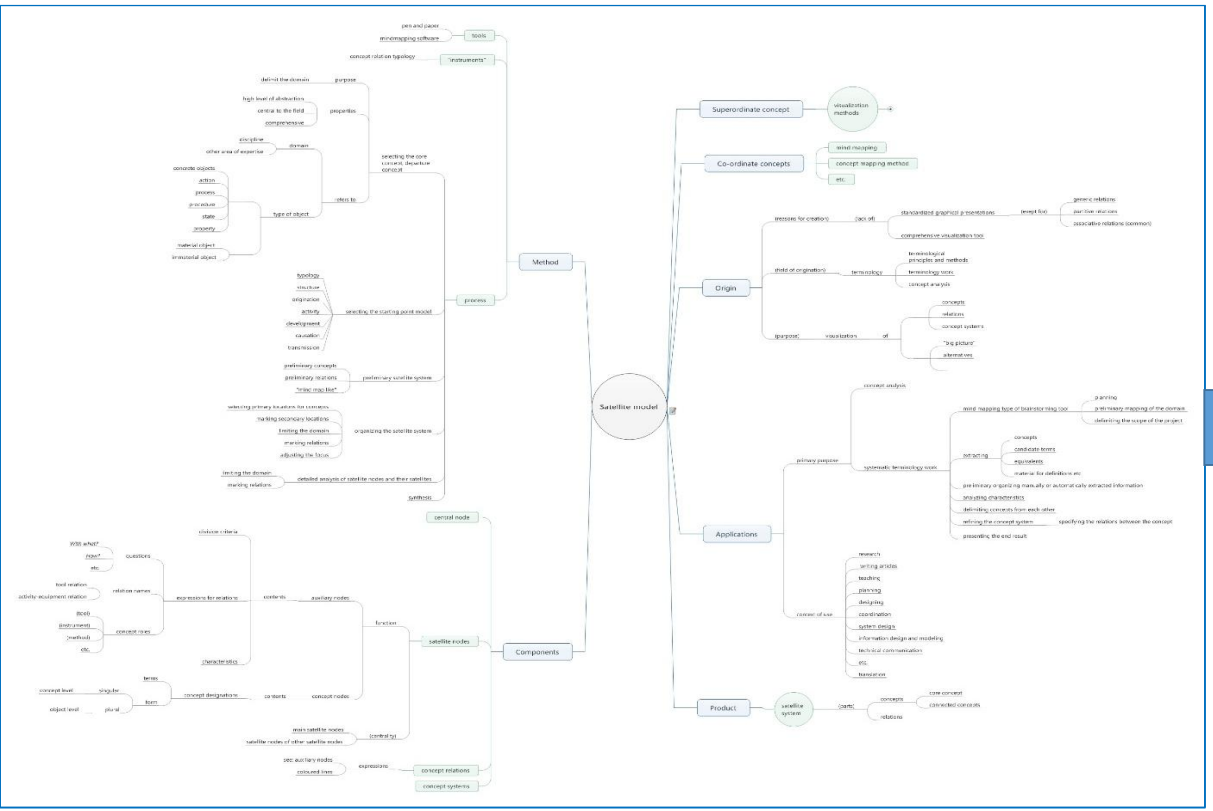 pen and paper
mindmapping software
tools
concept relation typology
"instruments"
delimit the domain
purpose
high level of abstraction
central to the field
comprehensive
properties
discipline
other area of expertise
domain
concrete objects
action
process
procedure
state
property
material object
immaterial object
type of object
refers to
selecting the core
concept, departure
concept
Method
typology
structure
origination
activity
development
causation
transmission
selecting the starting point model
process
preliminary concepts
preliminary relations
"mind map like"
preliminary satellite system
selecting primary locations for concepts
marking secondary locations
limiting the domain
marking relations
adjusting the focus
organizing the satellite system
limiting the domain
marking relations
detailed analysis of satellite nodes and their satellites
synthesis
central node
division criteria
With what?
how?
etc.
questions
tool relation
activity-equipment relation
relation names
expressions for relations
contents
auxiliary nodes
(tool)
(instrument)
(method)
etc.
concept roles
characteristics
function
satellite nodes
Components
terms
concept level
singular
object level
plural
form
concept designations
contents
concept nodes
main satellite nodes
satellite nodes of other satellite nodes
(centrality)
see: auxiliary nodes
coloured lines
expressions
concept relations
concept systems
Satellite model
Superordinate concept
visualization
methods
Co-ordinate concepts
mind mapping
concept mapping method
etc.
Origin
(reasons for creation)
(lack of)
standardized graphical presentations
(exept for)
generic relations
partitive relations
associative relations (common)
comprehensive visualisation tool
(field of origination)
terminology
terminological
principles and methods
terminology work
concept analysis
(purpose)
visualization
of
concepts
relations
concept systems
"big picture"
alternatives
Applications
primary purpose
concept analysis
systematic terminology work
mind mapping type of brainstorming tool
planning
preliminary mapping of the domain
delimiting the scope of the project
extracting
concepts
candidate terms
equivalents
material for definitions etc
preliminary organizing manually or automatically extracted information
analyzing characteristics
delimiting concepts from each other
refining the concept system
specifying the relations between the concept
presenting the end result
context of use
research
writing articles
teaching
planning
designing
coordination
system design
information design and modeling
technical communication
etc.
translation
Product
satellite
system
(parts)
concepts
core concept
connected concepts
relations